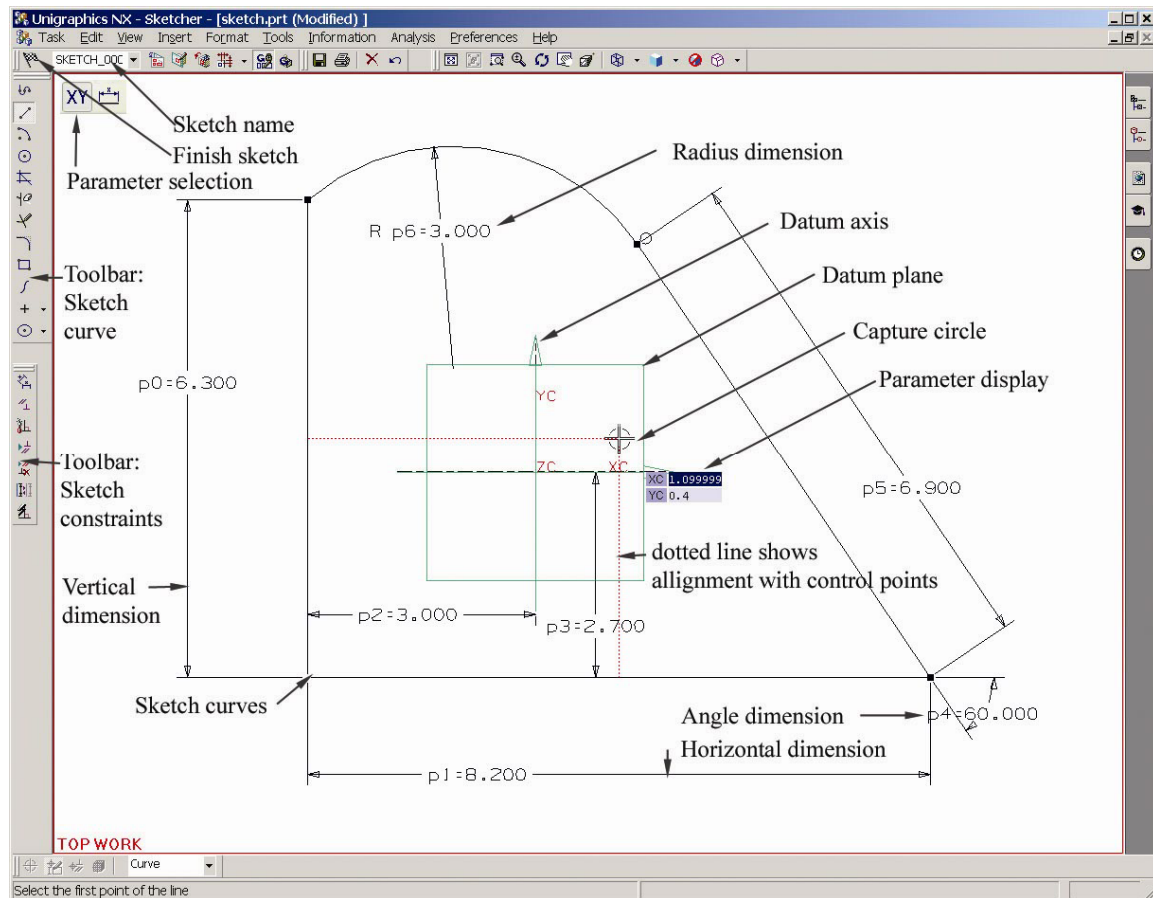 Unigraphics NX - Sketcher - [sketch.prt (Modified) ]
Task Edit View Insert Format Tools Information Analysis Preferences Help
SKETCH_00C
XY
Sketch name
Finish sketch
Parameter selection
Radius dimension
R p6=3.000
Datum axis
Toolbar:
Sketch
curve
Datum plane
Capture circle
p0=6.300
Parameter display
YC
ZC
XC
XC 1.099999
YC 0.4
p5=6.900
Toolbar:
Sketch
constraints
dotted line shows
allignment with control points
Vertical
dimension
p2=3.000
p3=2.700
Sketch curves
Angle dimension
p4=60.000
Horizontal dimension
p1=8.200
TOP WORK
Curve
Select the first point of the line